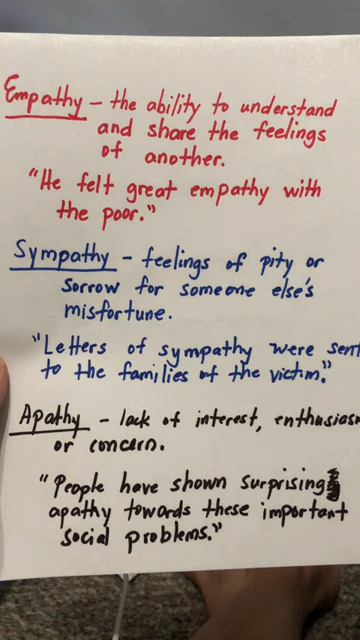 Empathy – the ability to understand
and share the feelings
of another.
"He felt great empathy with
the poor."
Sympathy – feelings of pity or
sorrow for someone else's
misfortune.
"Letters of sympathy were sent
to the families of the victim."
Apathy – lack of interest, enthusiasm
or concern.
"People have shown surprising
apathy towards these important
social problems."